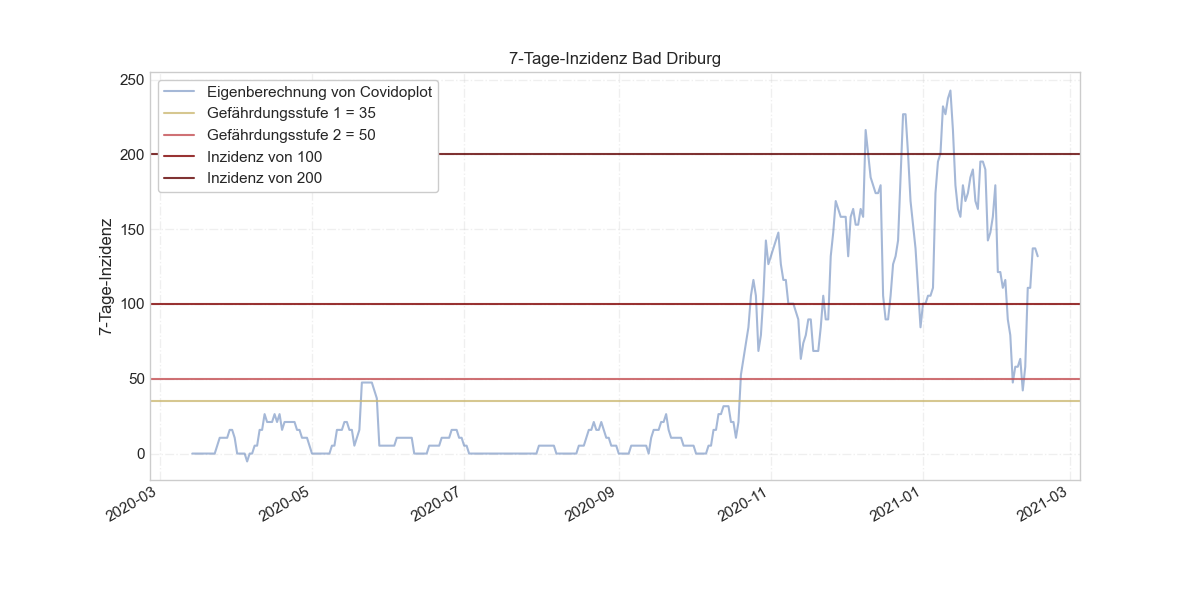 7-Tage-Inzidenz Bad Driburg
Eigenberechnung von Covidoplot
Gefährdungsstufe 1 = 35
Gefährdungsstufe 2 = 50
Inzidenz von 100
Inzidenz von 200
7-Tage-Inzidenz
250
200
150
100
50
0
2020-03
2020-05
2020-07
2020-09
2020-11
2021-01
2021-03